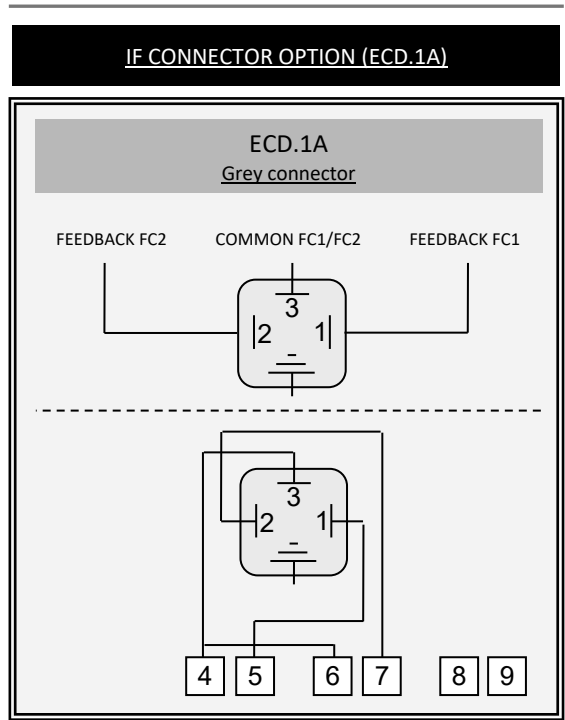 IF CONNECTOR OPTION (ECD.1A)
ECD.1A
Grey connector
FEEDBACK FC2 COMMON FC1/FC2 FEEDBACK FC1
3
2 1
3
2 1
4 5 6 7 8 9